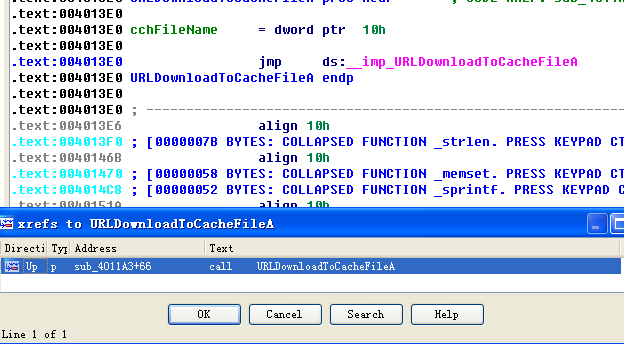 .text:004013E0
.text:004013E0 cchFileName = dword ptr 10h
.text:004013E0
.text:004013E0 jmp ds:__imp_URLDownloadToCacheFileA
.text:004013E0 URLDownloadToCacheFileA endp
.text:004013E0
.text:004013E0 ; ---------------------------------------------------------------------------
.text:004013E6 align 10h
.text:004013F0 ; [0000007B BYTES: COLLAPSED FUNCTION _strlen. PRESS KEYPAD CT
.text:0040146B align 10h
.text:00401470 ; [00000058 BYTES: COLLAPSED FUNCTION _memset. PRESS KEYPAD CT
.text:004014C8 ; [00000052 BYTES: COLLAPSED FUNCTION _sprintf. PRESS KEYPAD C
.text:0040151A align 10h
xrefs to URLDownloadToCacheFileA
Directi Typ Address Text
Up p sub_4011A3+66 call URLDownloadToCacheFileA
OK Cancel Search Help
Line 1 of 1